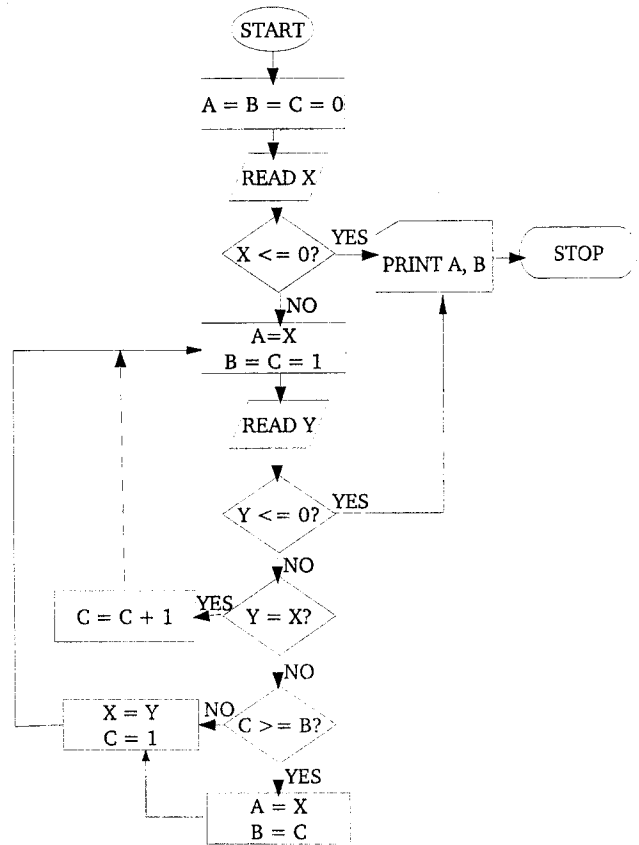 START
A = B = C = 0
READ X
X <= 0?
YES
PRINT A, B
STOP
NO
A=X
B = C = 1
READ Y
Y <= 0?
YES
NO
Y = X?
YES
C = C + 1
NO
C >= B?
NO
X = Y
C = 1
YES
A = X
B = C